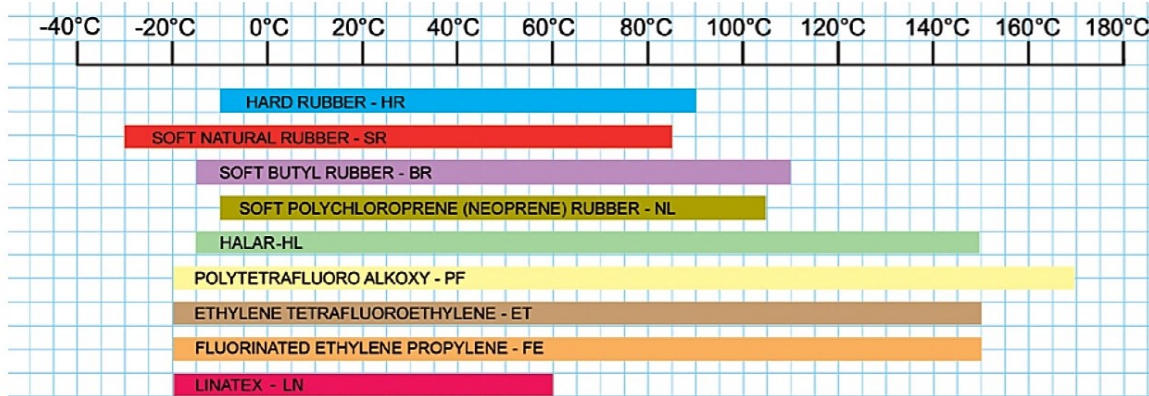 -40°C -20°C 0°C 20°C 40°C 60°C 80°C 100°C 120°C 140°C 160°C 180°C
HARD RUBBER - HR
SOFT NATURAL RUBBER - SR
SOFT BUTYL RUBBER - BR
SOFT POLYCHLOROPRENE (NEOPRENE) RUBBER - NL
HALAR-HL
POLYTETRAFLUORO ALKOXY - PF
ETHYLENE TETRAFLUOROETHYLENE - ET
FLUORINATED ETHYLENE PROPYLENE - FE
LINATEX - LN